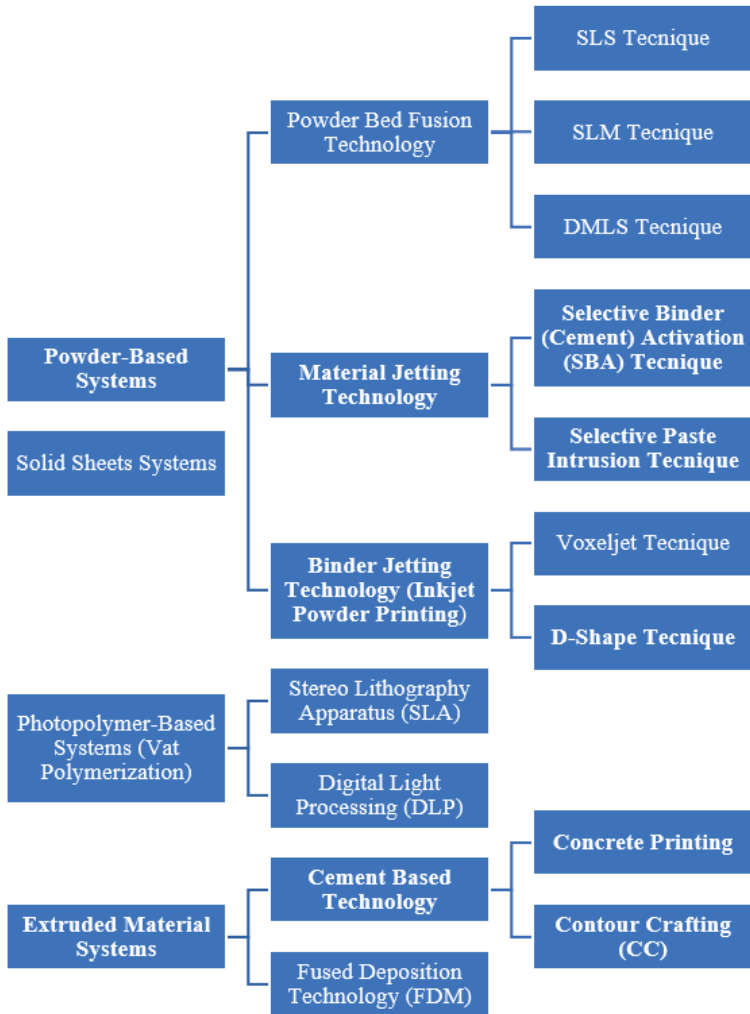 Powder-Based
Systems
Powder Bed Fusion
Technology
SLS Tecnique
SLM Tecnique
DMLS Tecnique
Material Jetting
Technology
Selective Binder
(Cement) Activation
(SBA) Tecnique
Selective Paste
Intrusion Tecnique
Binder Jetting
Technology (Inkjet
Powder Printing)
Voxeljet Tecnique
D-Shape Tecnique
Solid Sheets Systems
Photopolymer-Based
Systems (Vat
Polymerization)
Stereo Lithography
Apparatus (SLA)
Digital Light
Processing (DLP)
Extruded Material
Systems
Cement Based
Technology
Concrete Printing
Contour Crafting
(CC)
Fused Deposition
Technology (FDM)